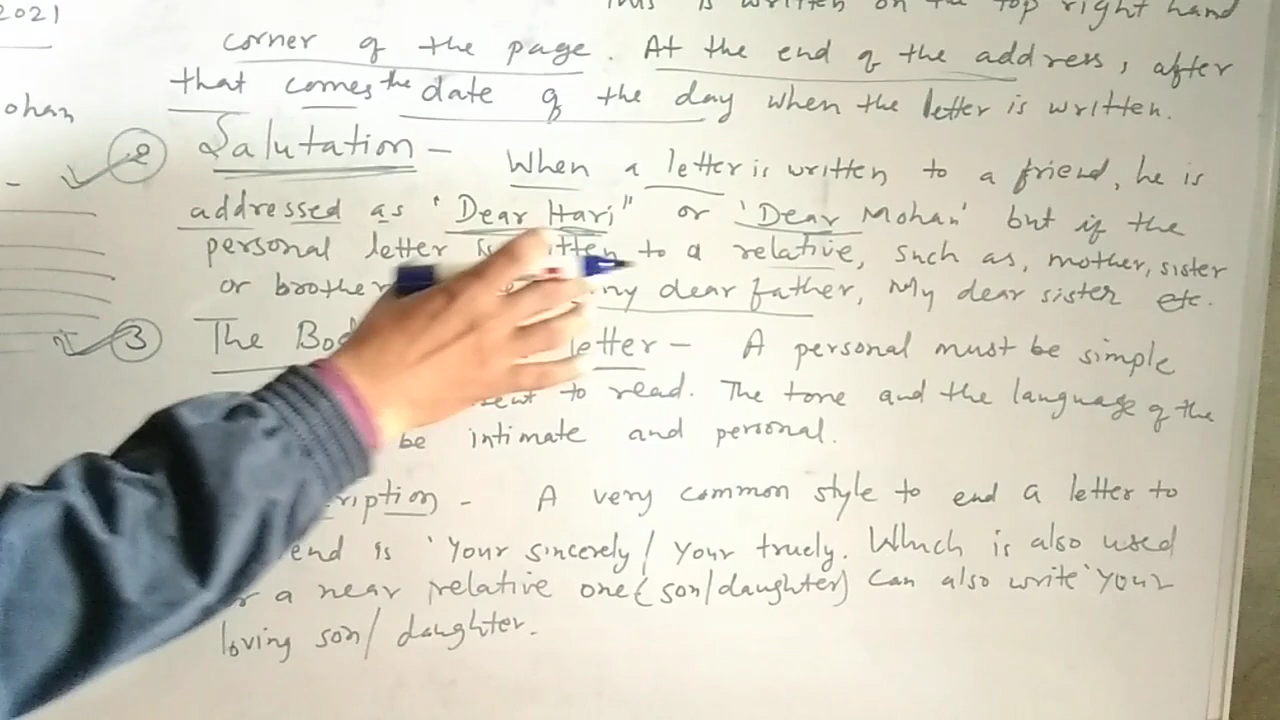 2021
This is written on the top right hand
corner of the page. At the end of the address, after
that comes the date of the day when the letter is written.
ohan
2 Salutation - When a letter is written to a friend, he is
addressed as 'Dear Hari" or 'Dear Mohan' but if the
personal letter is written to a relative, such as, mother, sister
or brother my dear father, My dear sister etc.
3 The Bod letter - A personal must be simple
to read. The tone and the language of the
be intimate and personal.
ription - A very common style to end a letter to
end is 'Your sincerely / Your truely. Which is also used
a near relative one (son/daughter) can also write 'Your
loving son / daughter.